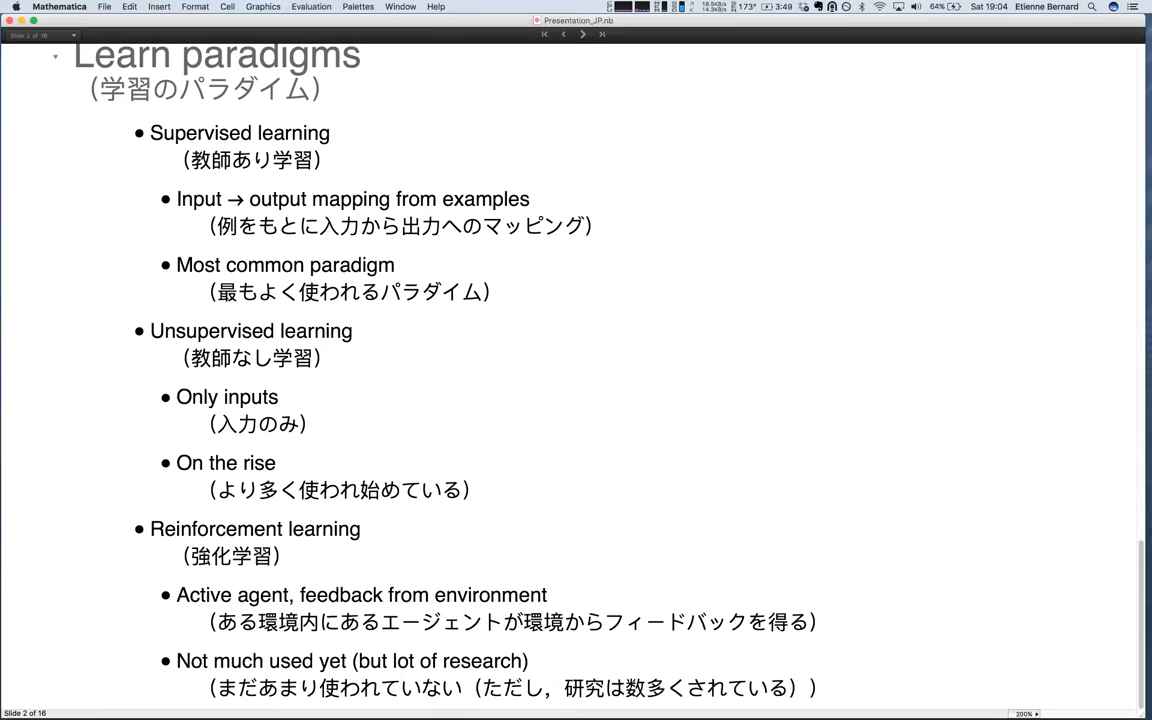 Mathematica File Edit Insert Format Cell Graphics Evaluation Palettes Window Help 173° 3:49 64% Sat 19:04 Etienne Bernard
Presentation_JP.nb
Slide 2 of 16
Learn paradigms
（学習のパラダイム）
• Supervised learning
（教師あり学習）
• Input → output mapping from examples
（例をもとに入力から出力へのマッピング）
• Most common paradigm
（最もよく使われるパラダイム）
• Unsupervised learning
（教師なし学習）
• Only inputs
（入力のみ）
• On the rise
（より多く使われ始めている）
• Reinforcement learning
（強化学習）
• Active agent, feedback from environment
（ある環境内にあるエージェントが環境からフィードバックを得る）
• Not much used yet (but lot of research)
（まだあまり使われていない（ただし，研究は数多くされている））
Slide 2 of 16
200%